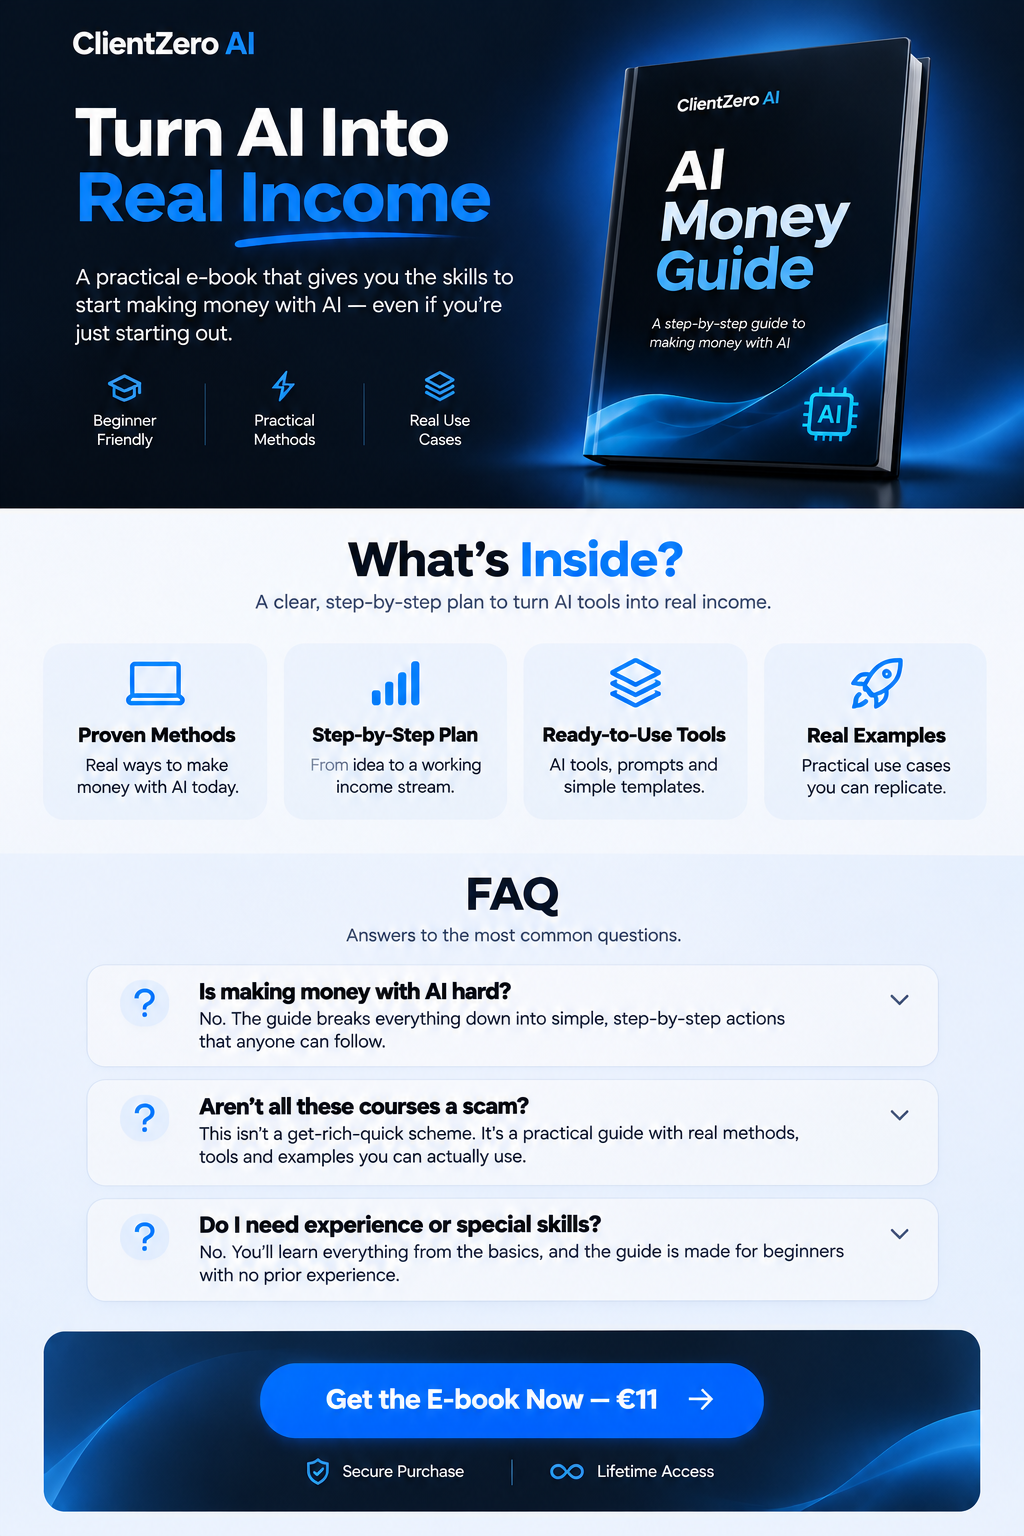 ClientZero AI
Turn AI Into
Real Income
A practical e-book that gives you the skills to
start making money with AI — even if you're
just starting out.
Beginner
Friendly
Practical
Methods
Real Use
Cases
ClientZero AI
AI
Money
Guide
A step-by-step guide to
making money with AI
AI
What's Inside?
A clear, step-by-step plan to turn AI tools into real income.
Proven Methods
Real ways to make
money with AI today.
Step-by-Step Plan
From idea to a working
income stream.
Ready-to-Use Tools
AI tools, prompts and
simple templates.
Real Examples
Practical use cases
you can replicate.
FAQ
Answers to the most common questions.
?
Is making money with AI hard?
No. The guide breaks everything down into simple, step-by-step actions
that anyone can follow.
?
Aren't all these courses a scam?
This isn't a get-rich-quick scheme. It's a practical guide with real methods,
tools and examples you can actually use.
?
Do I need experience or special skills?
No. You'll learn everything from the basics, and the guide is made for beginners
with no prior experience.
Get the E-book Now — €11 →
Secure Purchase
Lifetime Access